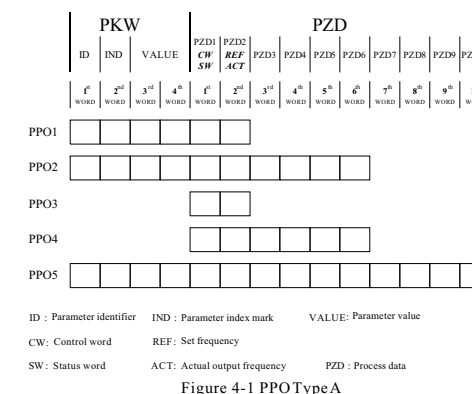 PKW PZD
PZD1 PZD2
ID IND VALUE CW REF PZD3 PZD4 PZD5 PZD6 PZD7 PZD8 PZD9
SW ACT
1st 2nd 3rd 4th 1st 2nd 3rd 4th 5th 6th 7th 8th 9th
WORD WORD WORD WORD WORD WORD WORD WORD WORD WORD WORD WORD WORD
PPO1
PPO2
PPO3
PPO4
PPO5
ID : Parameter identifier IND : Parameter index mark VALUE: Parameter value
CW: Control word REF: Set frequency
SW: Status word ACT: Actual output frequency PZD : Process data
Figure 4-1 PPO Type A